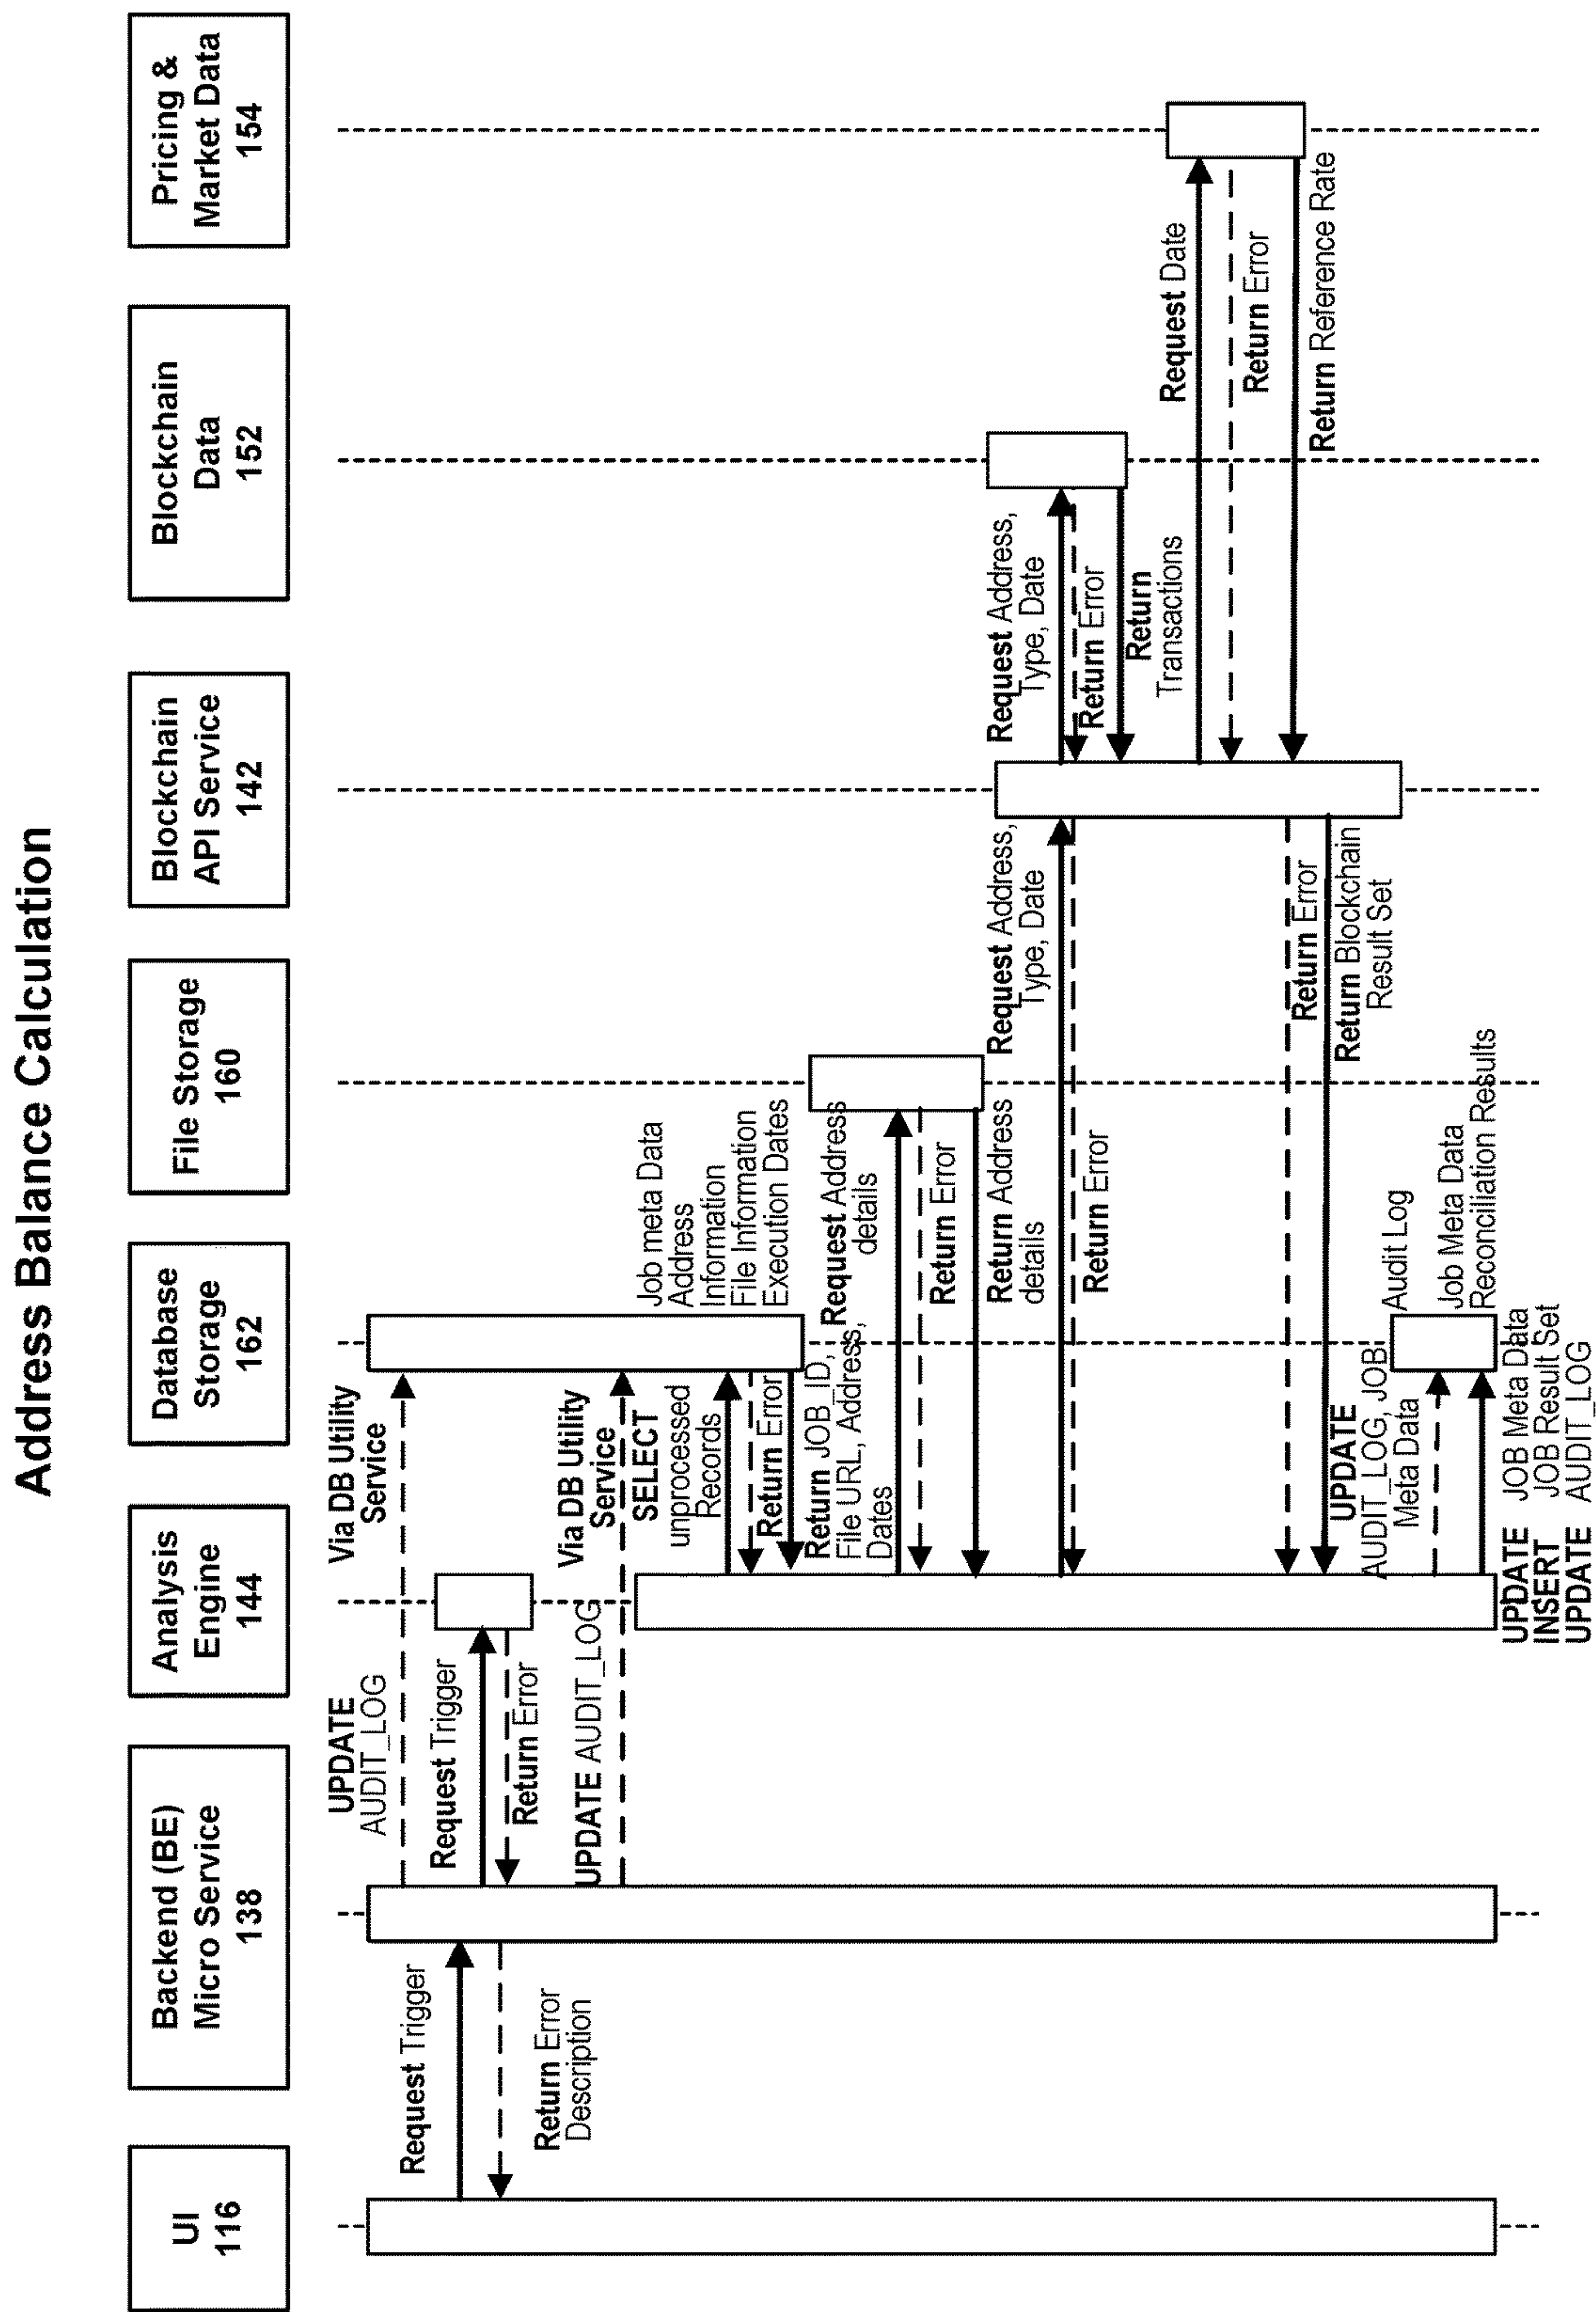 Address Balance Calculation
UI
116
Backend (BE)
Micro Service
138
Analysis
Engine
144
Database
Storage
162
File Storage
160
Blockchain
API Service
142
Blockchain
Data
152
Pricing &
Market Data
154
UPDATE
AUDIT_LOG
Via DB Utility
Service
Request Trigger
Return Error
Description
Request Trigger
Return Error
UPDATE AUDIT_LOG
Via DB Utility
Service
SELECT
unprocessed
Records
Return Error
Return JOB_ID,
File URL, Address,
Dates
Job meta Data
Address
Information
File Information
Execution Dates
Request Address
details
Return Error
Return Address
details
Request Address,
Type, Date
Return Error
Request Address,
Type, Date
Return Error
Return
Transactions
Request Date
Return Error
Return Reference Rate
Return Error
Return Blockchain
Result Set
UPDATE
AUDIT_LOG, JOB
Meta Data
Audit Log
Job Meta Data
Reconciliation Results
UPDATE JOB Meta Data
INSERT JOB Result Set
UPDATE AUDIT_LOG